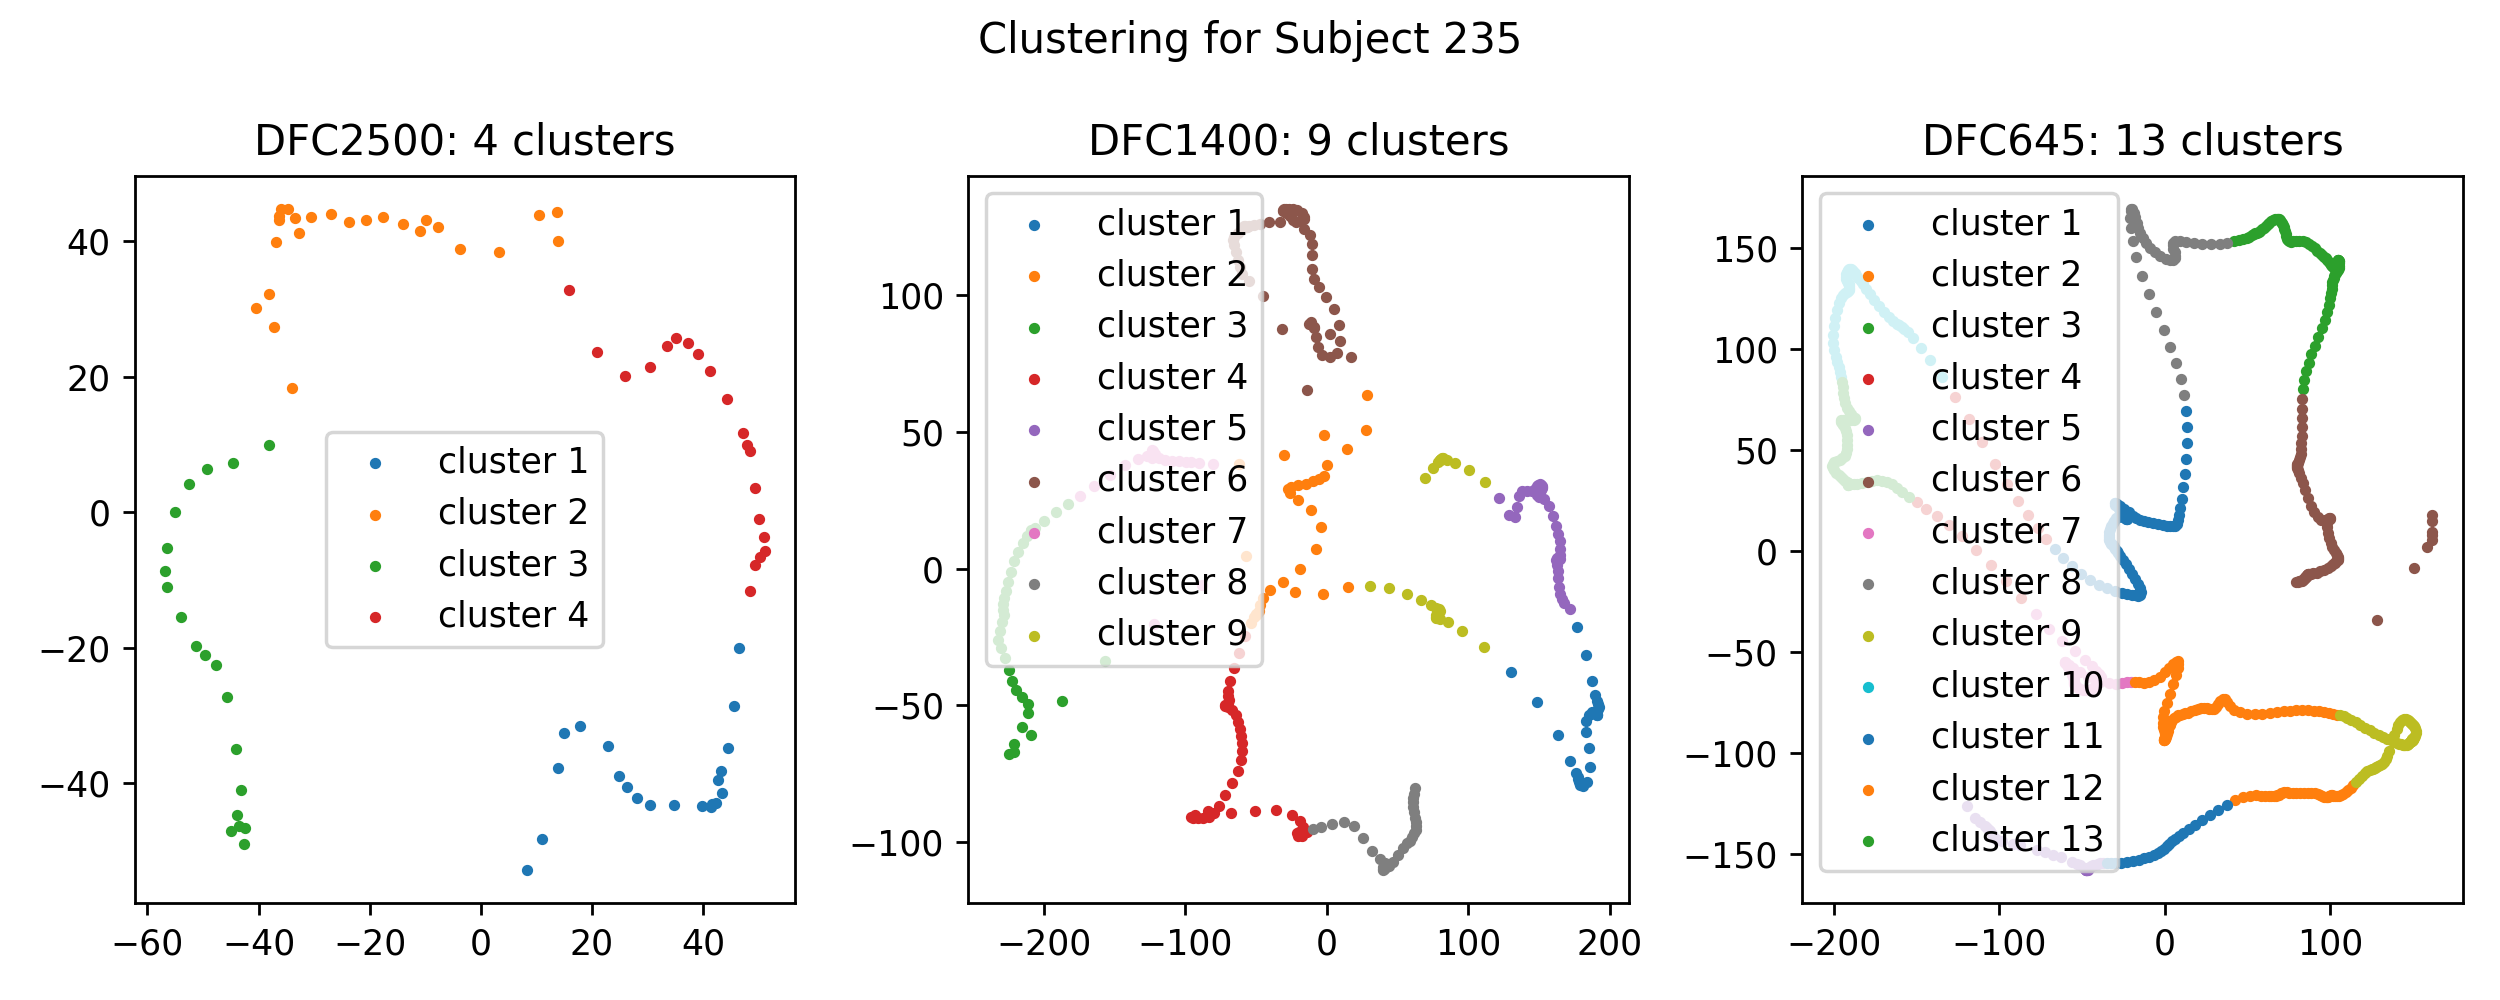 Clustering for Subject 235
DFC2500: 4 clusters
40
20
0
−20
−40
−60
−40
−20
0
20
40
cluster 1
cluster 2
cluster 3
cluster 4
DFC1400: 9 clusters
100
50
0
−50
−100
−200
−100
0
100
200
cluster 1
cluster 2
cluster 3
cluster 4
cluster 5
cluster 6
cluster 7
cluster 8
cluster 9
DFC645: 13 clusters
150
100
50
0
−50
−100
−150
−200
−100
0
100
cluster 1
cluster 2
cluster 3
cluster 4
cluster 5
cluster 6
cluster 7
cluster 8
cluster 9
cluster 10
cluster 11
cluster 12
cluster 13